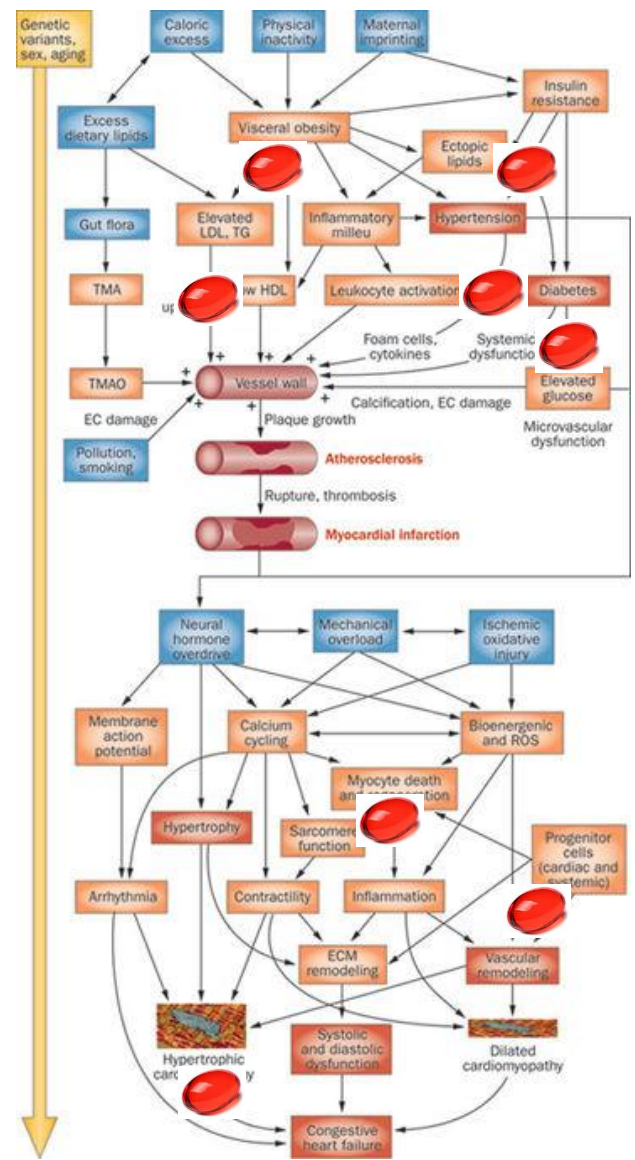 Genetic
variants,
sex, aging
Caloric
excess
Physical
inactivity
Maternal
imprinting
Insulin
resistance
Excess
dietary lipids
Visceral obesity
Ectopic
lipids
Gut flora
Elevated
LDL, TG
Inflammatory
milleu
Hypertension
TMA
HDL
Leukocyte activation
Diabetes
Foam cells,
cytokines
Systemic
TMAO
Vessel wall
Elevated
glucose
EC damage
Calcification, EC damage
Plaque growth
Microvascular
dysfunction
Pollution,
smoking
Atherosclerosis
Rupture, thrombosis
Myocardial infarction
Neural
hormone
overdrive
Mechanical
overload
Ischemic
oxidative
injury
Membrane
action
potential
Calcium
cycling
Bioenergenic
and ROS
Myocyte death
and
Hypertrophy
Sarcomere
function
Progenitor
cells
(cardiac and
systemic)
Arrhythmia
Contractility
Inflammation
ECM
remodeling
Vascular
remodeling
Hypertrophic
Systolic
and diastolic
dysfunction
Dilated
cardiomyopathy
Congestive
heart failure